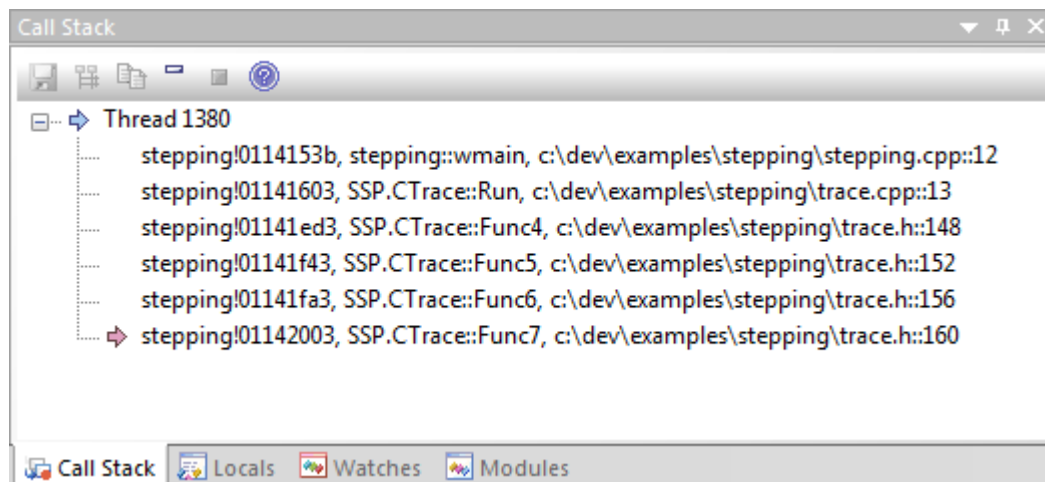 Call Stack
Thread 1380
stepping!0114153b, stepping::wmain, c:\dev\examples\stepping\stepping.cpp::12
stepping!01141603, SSP.CTrace::Run, c:\dev\examples\stepping\trace.cpp::13
stepping!01141ed3, SSP.CTrace::Func4, c:\dev\examples\stepping\trace.h::148
stepping!01141f43, SSP.CTrace::Func5, c:\dev\examples\stepping\trace.h::152
stepping!01141fa3, SSP.CTrace::Func6, c:\dev\examples\stepping\trace.h::156
stepping!01142003, SSP.CTrace::Func7, c:\dev\examples\stepping\trace.h::160
Call Stack Locals Watches Modules